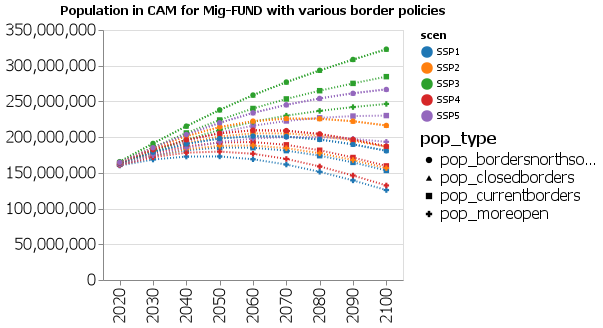 Population in CAM for Mig-FUND with various border policies
350,000,000
300,000,000
250,000,000
200,000,000
150,000,000
100,000,000
50,000,000
0
2020
2030
2040
2050
2060
2070
2080
2090
2100
scen
SSP1
SSP2
SSP3
SSP4
SSP5
pop_type
pop_bordersnorthso...
pop_closedborders
pop_currentborders
pop_moreopen